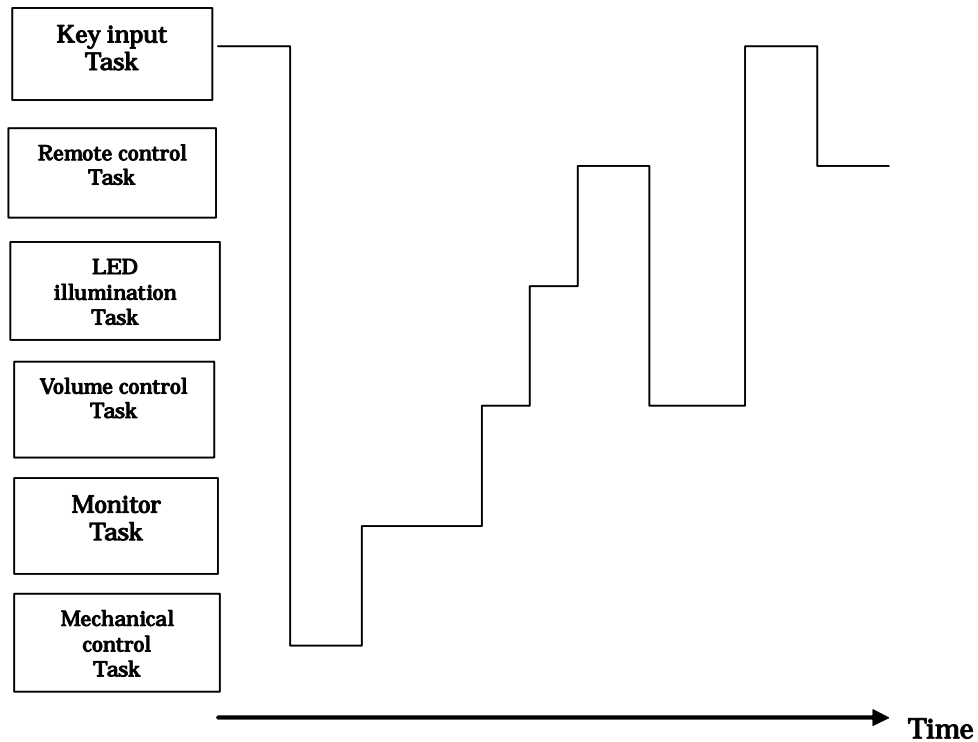 Key input
Task
Remote control
Task
LED
illumination
Task
Volume control
Task
Monitor
Task
Mechanical
control
Task
Time